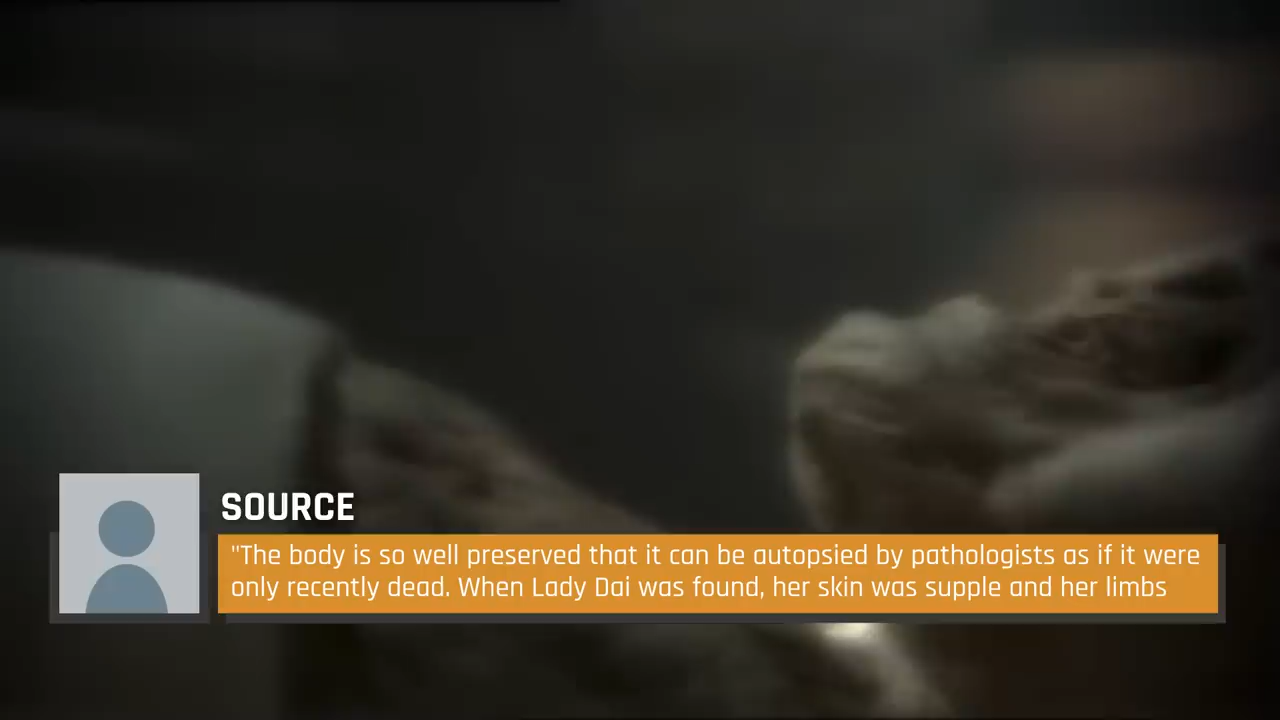 SOURCE
"The body is so well preserved that it can be autopsied by pathologists as if it were
only recently dead. When Lady Dai was found, her skin was supple and her limbs